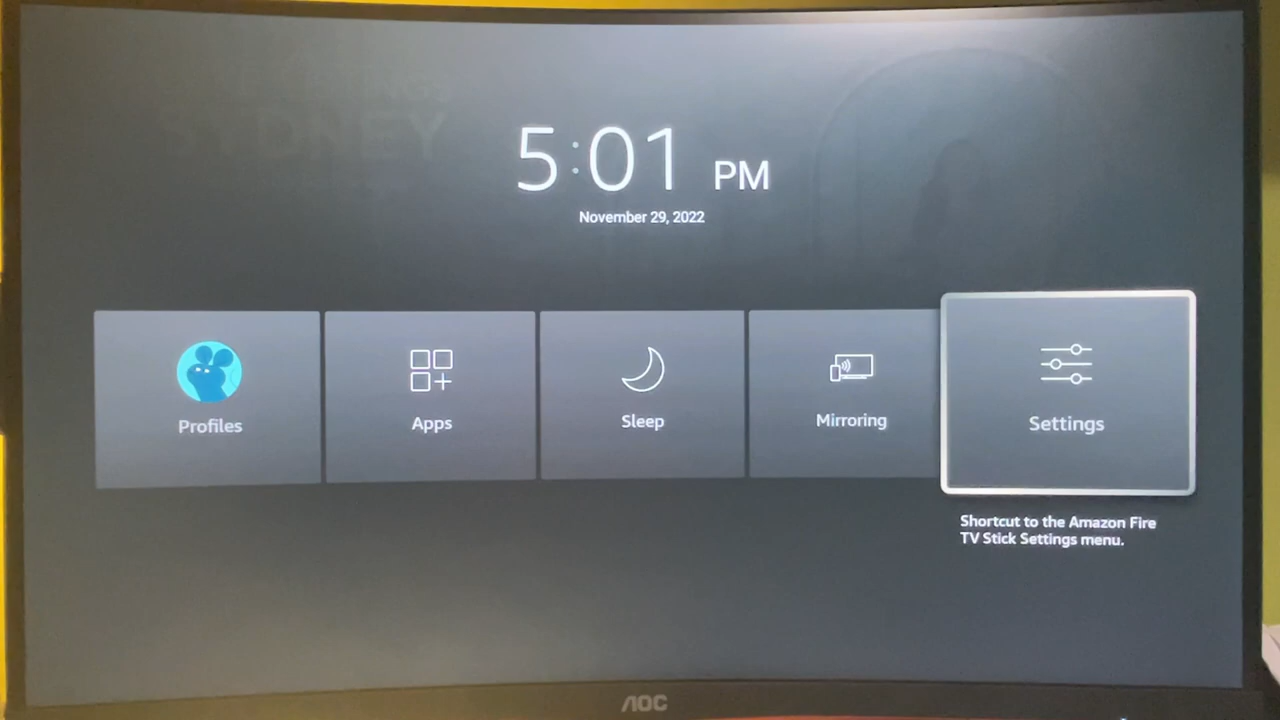 SYDNEY
5:01 PM
November 29, 2022
Profiles
Apps
Sleep
Mirroring
Settings
Shortcut to the Amazon Fire
TV Stick Settings menu.
AOC